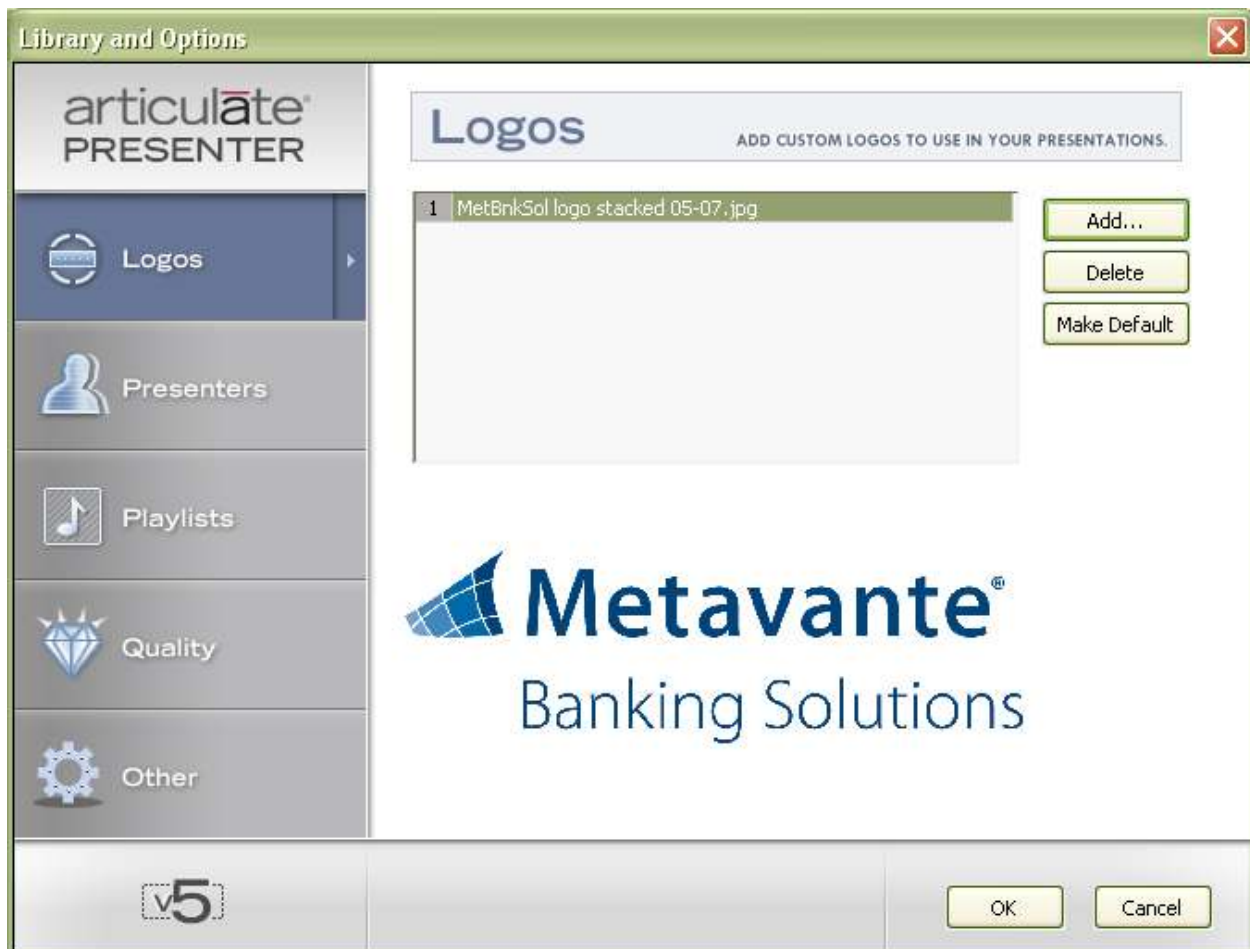 Library and Options
articulāte®
PRESENTER
Logos
Presenters
Playlists
Quality
Other
v5
Logos
ADD CUSTOM LOGOS TO USE IN YOUR PRESENTATIONS.
1 MetBnkSol logo stacked 05-07.jpg
Add...
Delete
Make Default
Metavante®
Banking Solutions
OK
Cancel